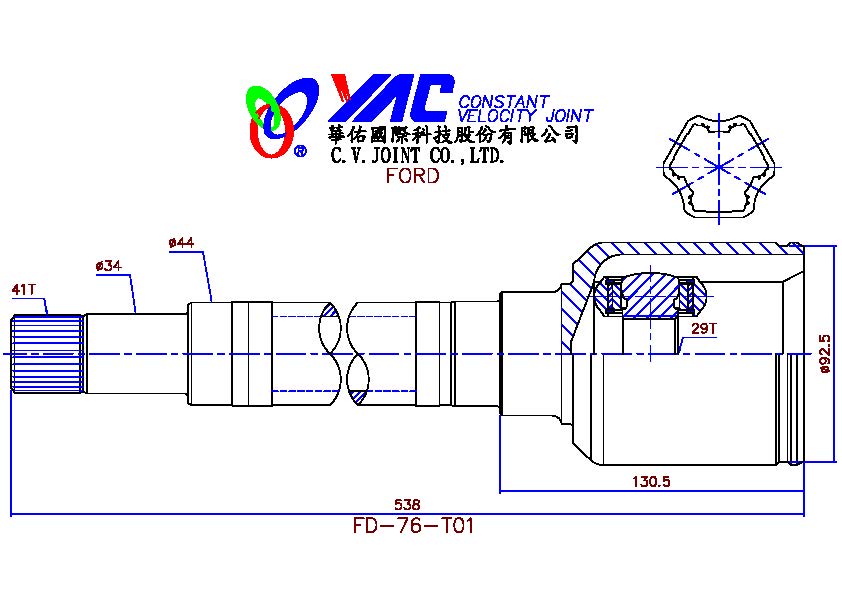 YAC CONSTANT
VELOCITY JOINT
華佑國際科技股份有限公司
®
C.V.JOINT CO.,LTD.
FORD
ø44
ø34
41T
29T
ø92.5
130.5
538
FD-76-T01